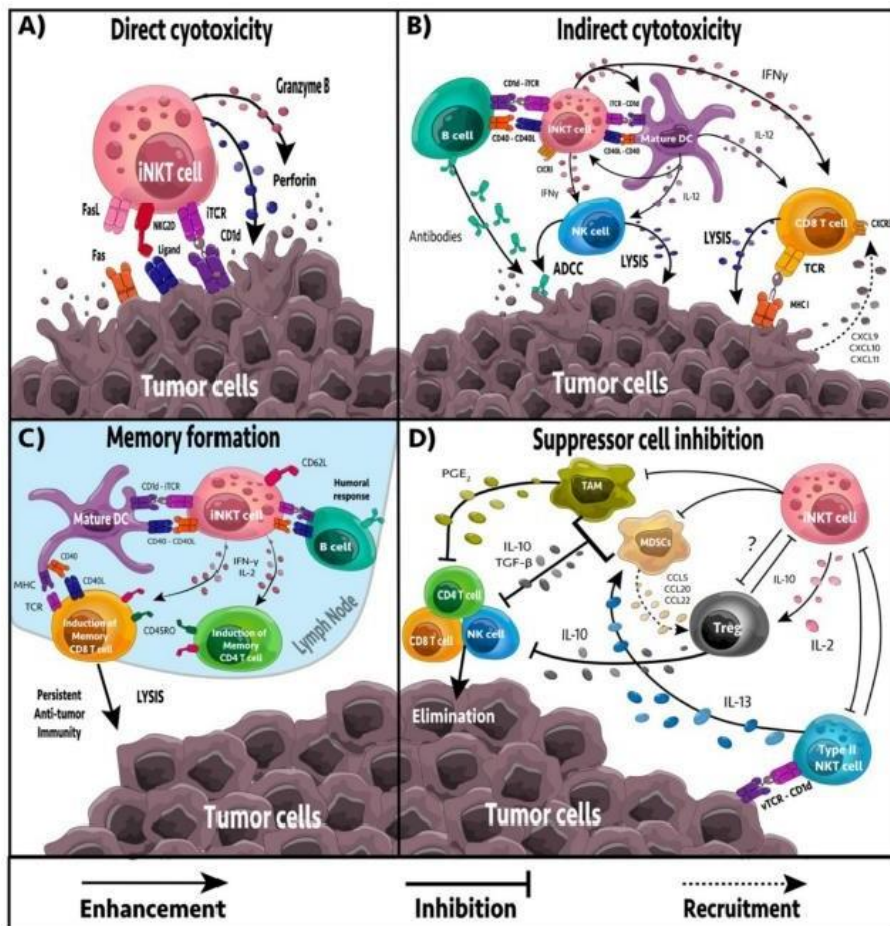 A) Direct cyotoxicity
Granzyme B
iNKT cell
Perforin
FasL
NKG2D
iTCR
Fas
Ligand
CD1d
Tumor cells
B) Indirect cytotoxicity
IFNγ
CD1d - iTCR
iTCR - CD1d
B cell
iNKT cell
Mature DC
CD40 - CD40L
CD40L - CD40
IL-12
CXCR3
IFNγ
IL-12
Antibodies
NK cell
CD8 T cell
CXCR3
LYSIS
LYSIS
TCR
ADCC
MHC I
CXCL9
CXCL10
CXCL11
Tumor cells
C) Memory formation
CD62L
CD1d - iTCR
Humoral
response
Mature DC
iNKT cell
CD40 - CD40L
B cell
CD40
MHC
CD40L
IFN-γ
IL-2
TCR
Lymph Node
Induction of
Memory
CD8 T cell
CD45RO
Induction of
Memory
CD4 T cell
Persistent
Anti-tumor
Immunity
LYSIS
Tumor cells
D) Suppressor cell inhibition
PGE2
TAM
iNKT cell
MDSCs
IL-10
TGF-β
?
CCL5
CCL20
CCL22
IL-10
CD4 T cell
CD8 T cell
NK cell
IL-10
Treg
IL-2
Elimination
IL-13
Type II
NKT cell
vTCR - CD1d
Tumor cells
Enhancement
Inhibition
Recruitment